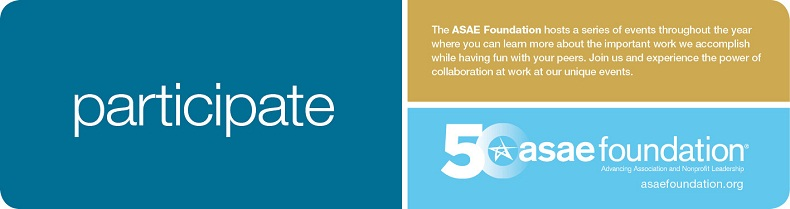 participate
The ASAE Foundation hosts a series of events throughout the year
where you can learn more about the important work we accomplish
while having fun with your peers. Join us and experience the power of
collaboration at work at our unique events.
50 asae foundation®
Advancing Association and Nonprofit Leadership
asaefoundation.org